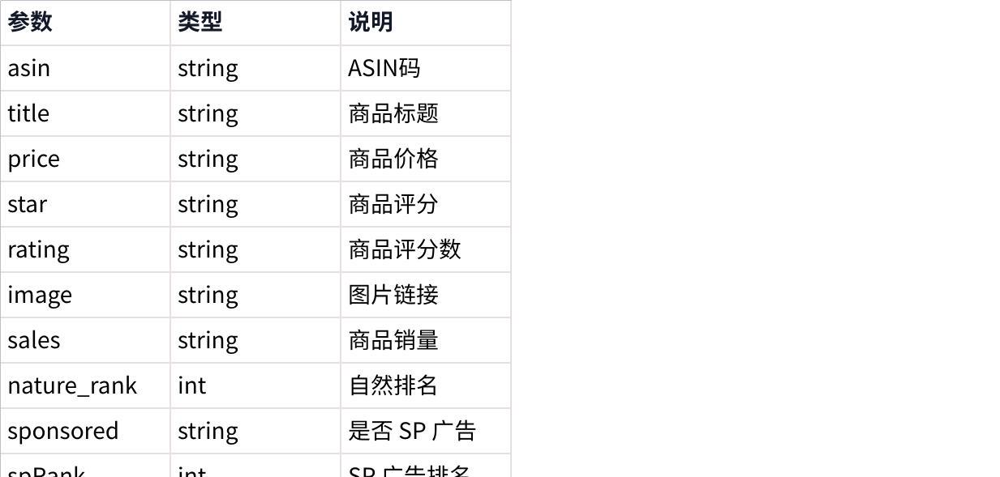 参数 类型 说明
asin string ASIN码
title string 商品标题
price string 商品价格
star string 商品评分
rating string 商品评分数
image string 图片链接
sales string 商品销量
nature_rank int 自然排名
sponsored string 是否 SP 广告
spRank int SP 广告排名